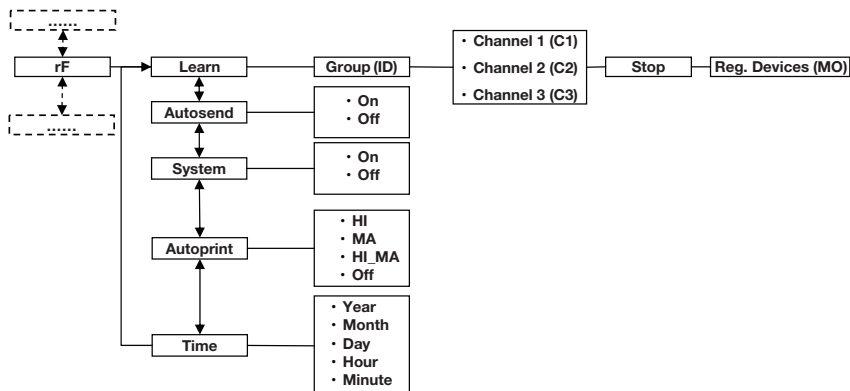 ......
rF
......
Learn
Group (ID)
· Channel 1 (C1)
· Channel 2 (C2)
· Channel 3 (C3)
Stop
Reg. Devices (MO)
Autosend
· On
· Off
System
· On
· Off
Autoprint
· HI
· MA
· HI_MA
· Off
Time
· Year
· Month
· Day
· Hour
· Minute